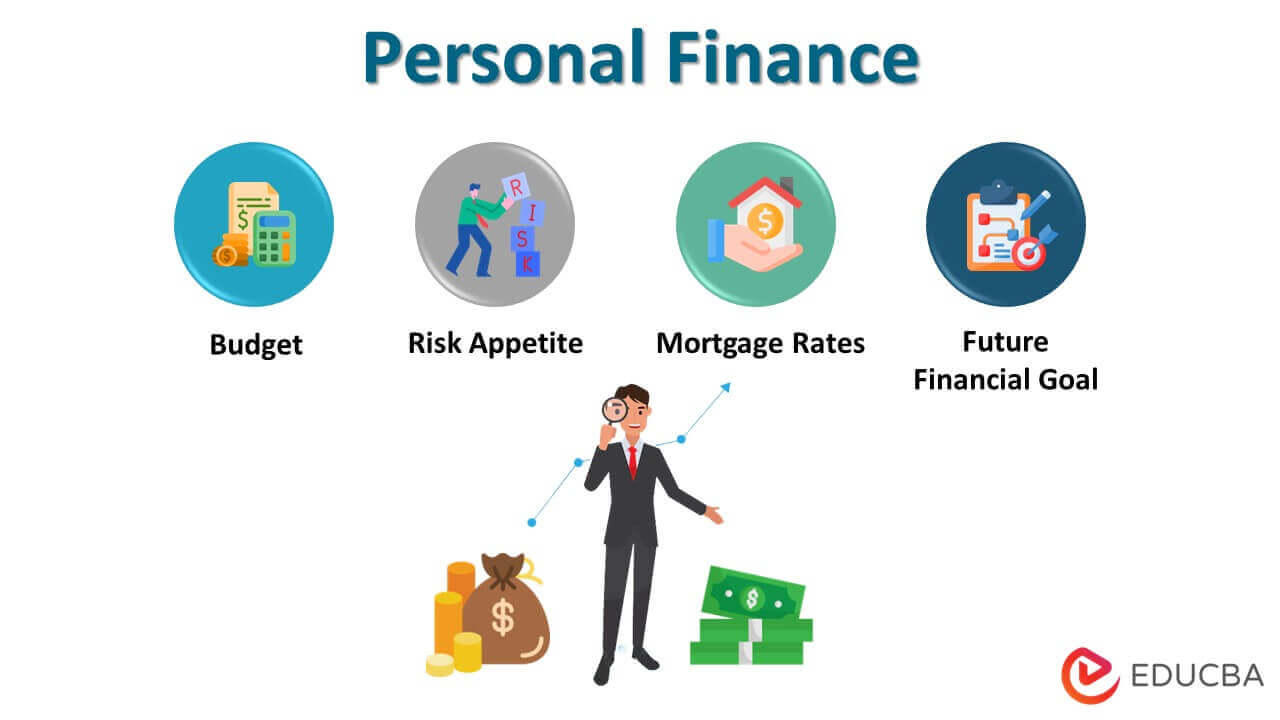 Personal Finance
R
I
S
K
Budget
Risk Appetite
Mortgage Rates
Future
Financial Goal
EDUCBA